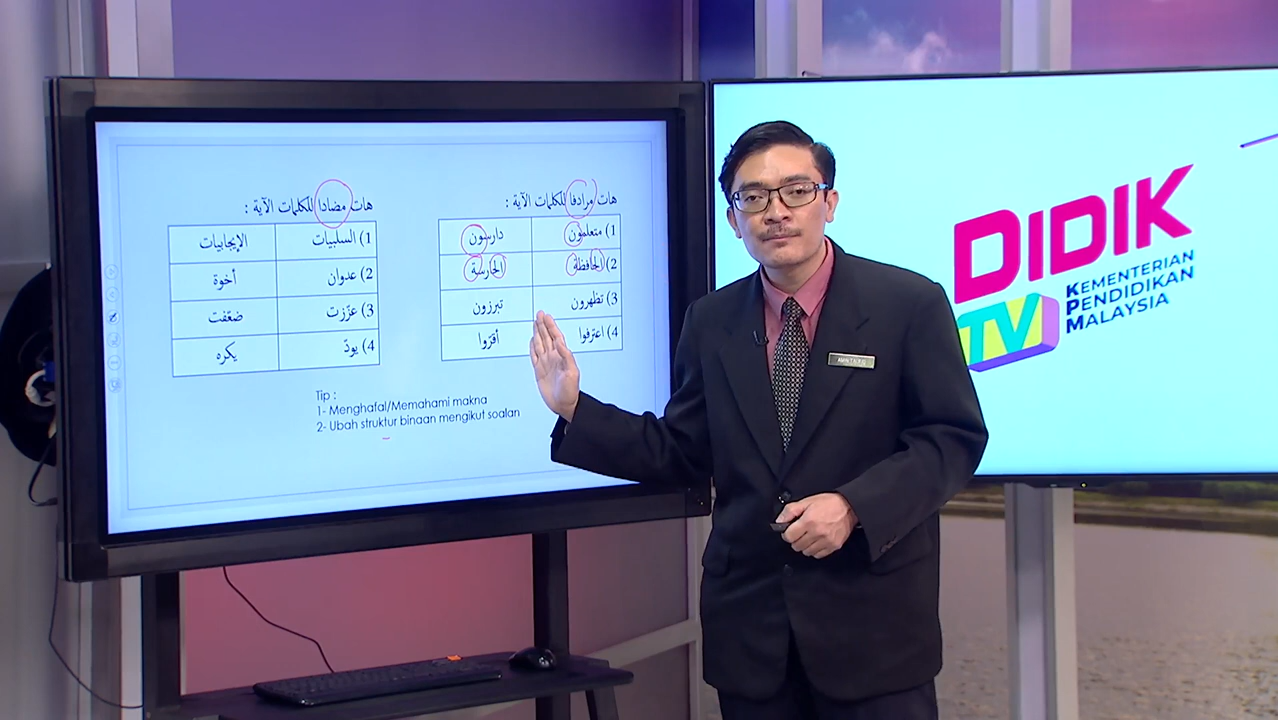 هات مرادفا للكلمات الآتية :
1) متعلمون دارسون
2) الحافظة الحارسة
3) تظهرون تبرزون
4) اعترفوا أقرّوا
هات مضادا للكلمات الآتية :
1) السلبيات الإيجابيات
2) عدوان أخوة
3) عزّزت ضعّفت
4) يودّ يكره
Tip :
1- Menghafal/Memahami makna
2- Ubah struktur binaan mengikut soalan
DIDIK
TV
KEMENTERIAN
PENDIDIKAN
MALAYSIA